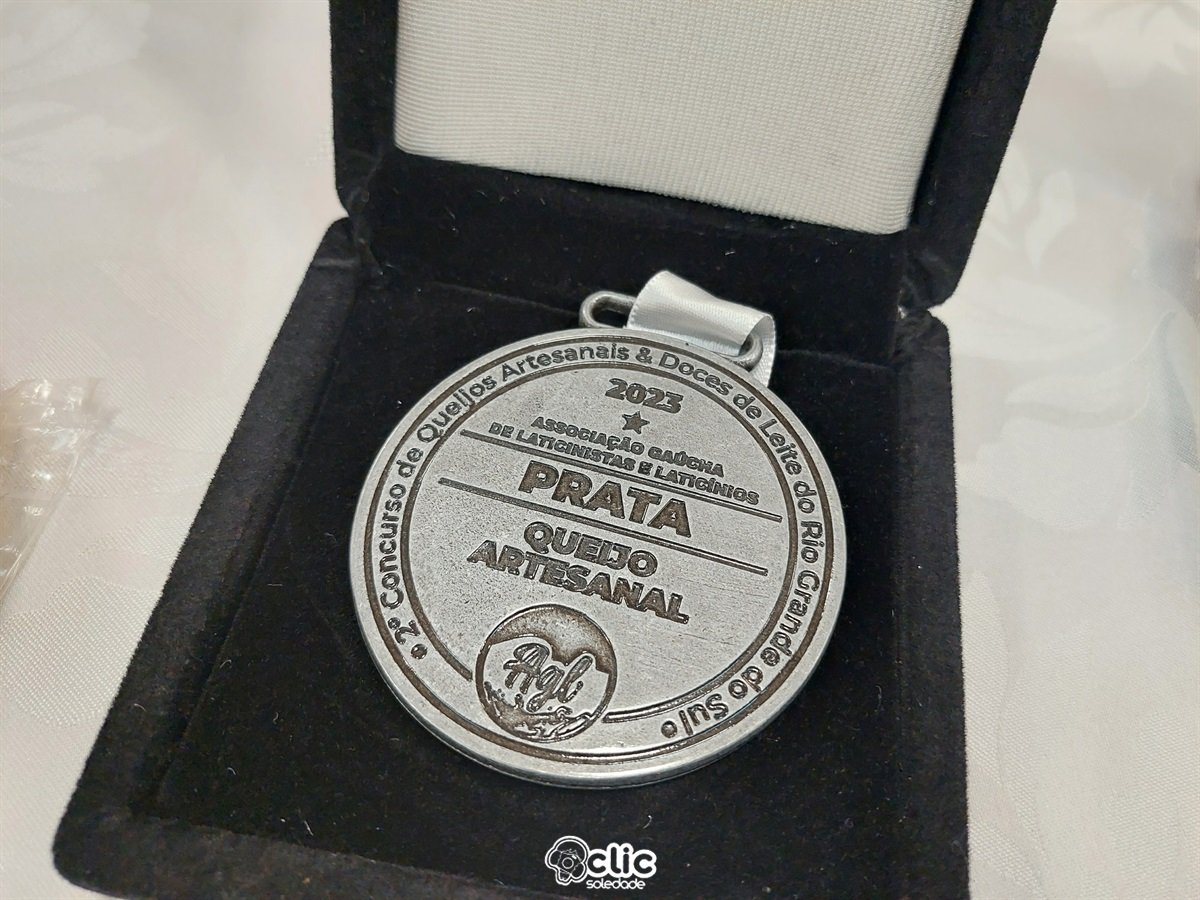 2º Concurso de Queijos Artesanais & Doces de Leite do Rio Grande do Sul
2023
ASSOCIAÇÃO GAÚCHA
DE LATICINISTAS E LATICÍNIOS
PRATA
QUEIJO
ARTESANAL
Agl
clic
soledade